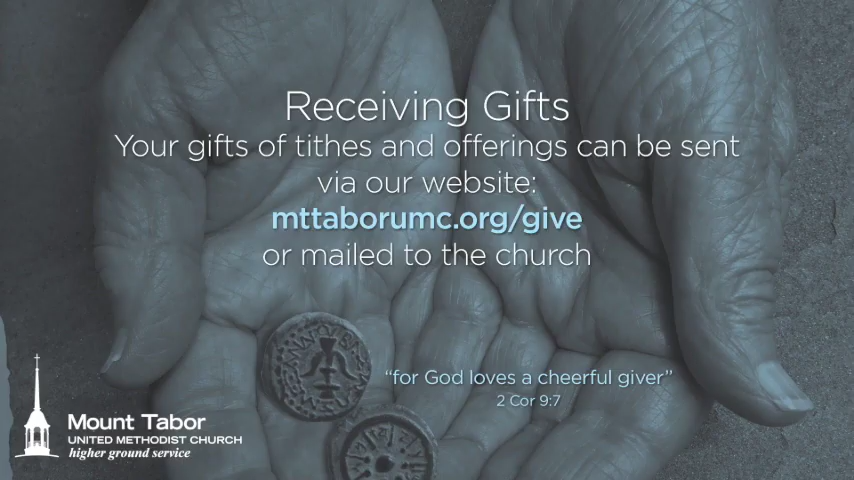 Receiving Gifts
Your gifts of tithes and offerings can be sent
via our website:
mttaborumc.org/give
or mailed to the church
“for God loves a cheerful giver”
2 Cor 9:7
Mount Tabor
UNITED METHODIST CHURCH
higher ground service